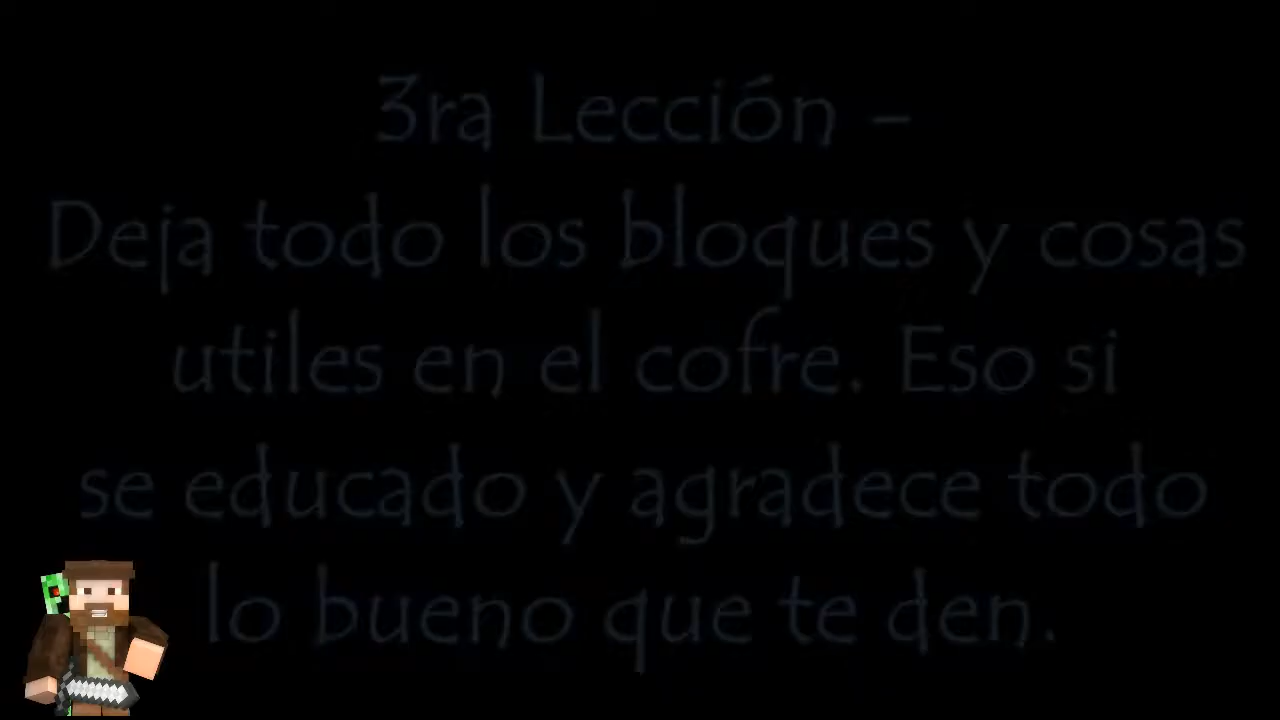 3ra Lección –
Deja todo los bloques y cosas
utiles en el cofre. Eso si
se educado y agradece todo
lo bueno que te den.